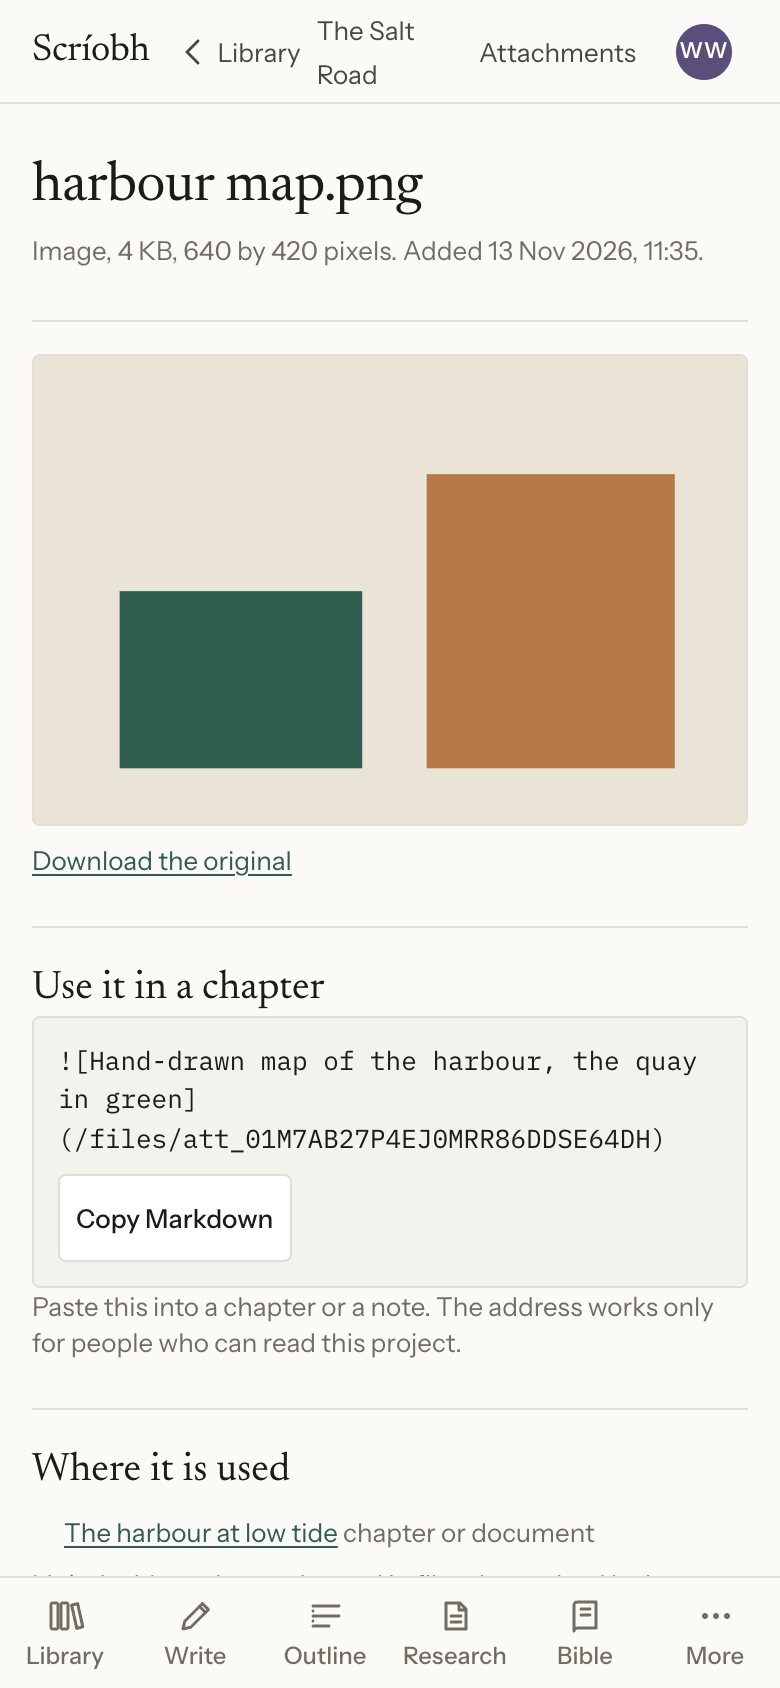 Scríobh
Library
The Salt
Road
Attachments
WW
harbour map.png
Image, 4 KB, 640 by 420 pixels. Added 13 Nov 2026, 11:35.
Download the original
Use it in a chapter
![Hand-drawn map of the harbour, the quay
in green]
(/files/att_01M7AB27P4EJ0MRR86DDSE64DH)
Copy Markdown
Paste this into a chapter or a note. The address works only
for people who can read this project.
Where it is used
The harbour at low tide chapter or document
Library
Write
Outline
Research
Bible
More